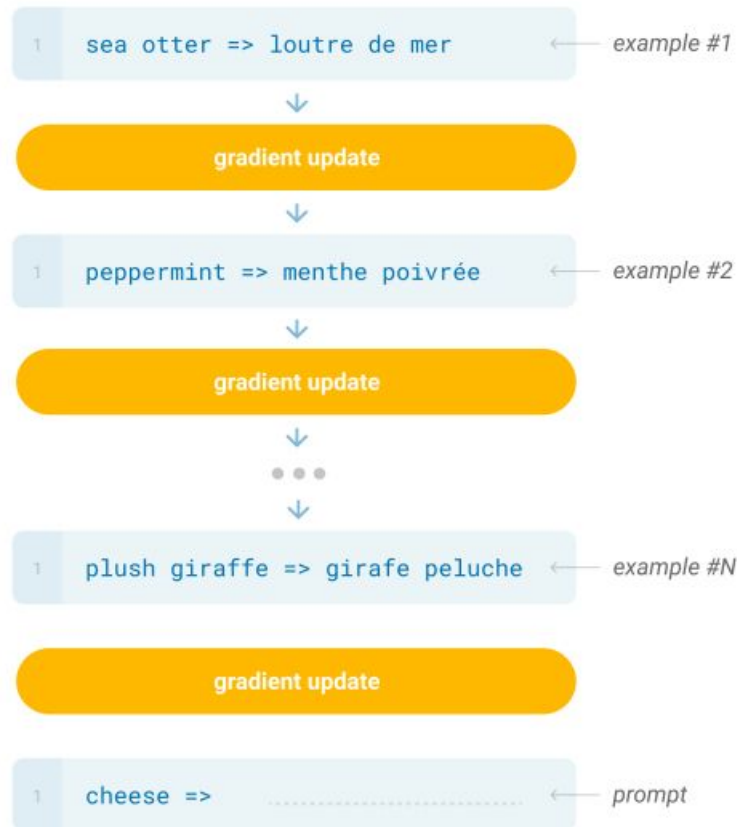 1 sea otter => loutre de mer example #1
gradient update
1 peppermint => menthe poivrée example #2
gradient update
1 plush giraffe => girafe peluche example #N
gradient update
1 cheese => prompt